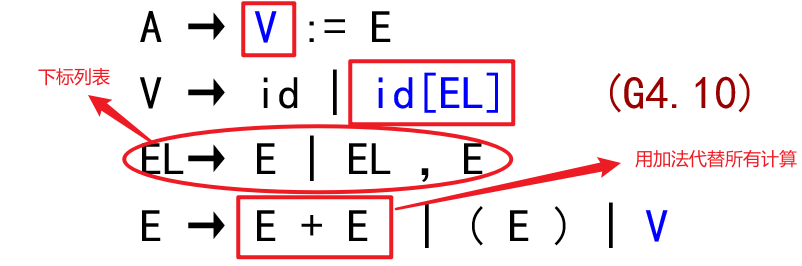 A → V := E
下标列表
V → id | id[EL] (G4.10)
EL→ E | EL , E
用加法代替所有计算
E → E + E | ( E ) | V